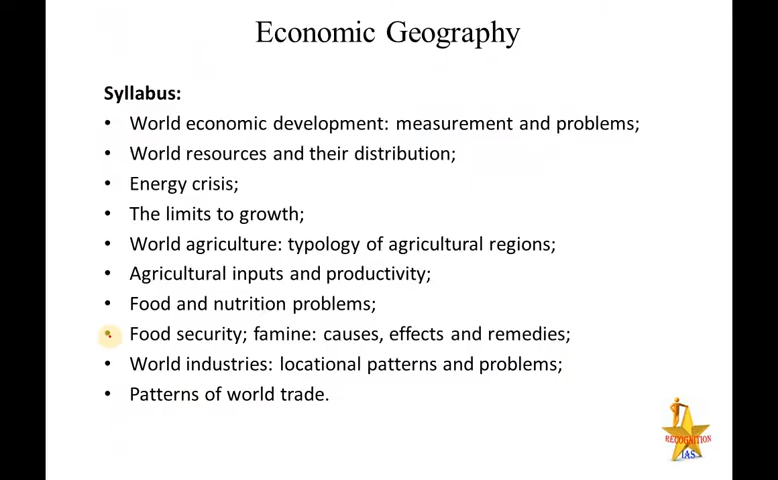 Economic Geography
Syllabus:
• World economic development: measurement and problems;
• World resources and their distribution;
• Energy crisis;
• The limits to growth;
• World agriculture: typology of agricultural regions;
• Agricultural inputs and productivity;
• Food and nutrition problems;
• Food security; famine: causes, effects and remedies;
• World industries: locational patterns and problems;
• Patterns of world trade.
RECOGNITION
IAS